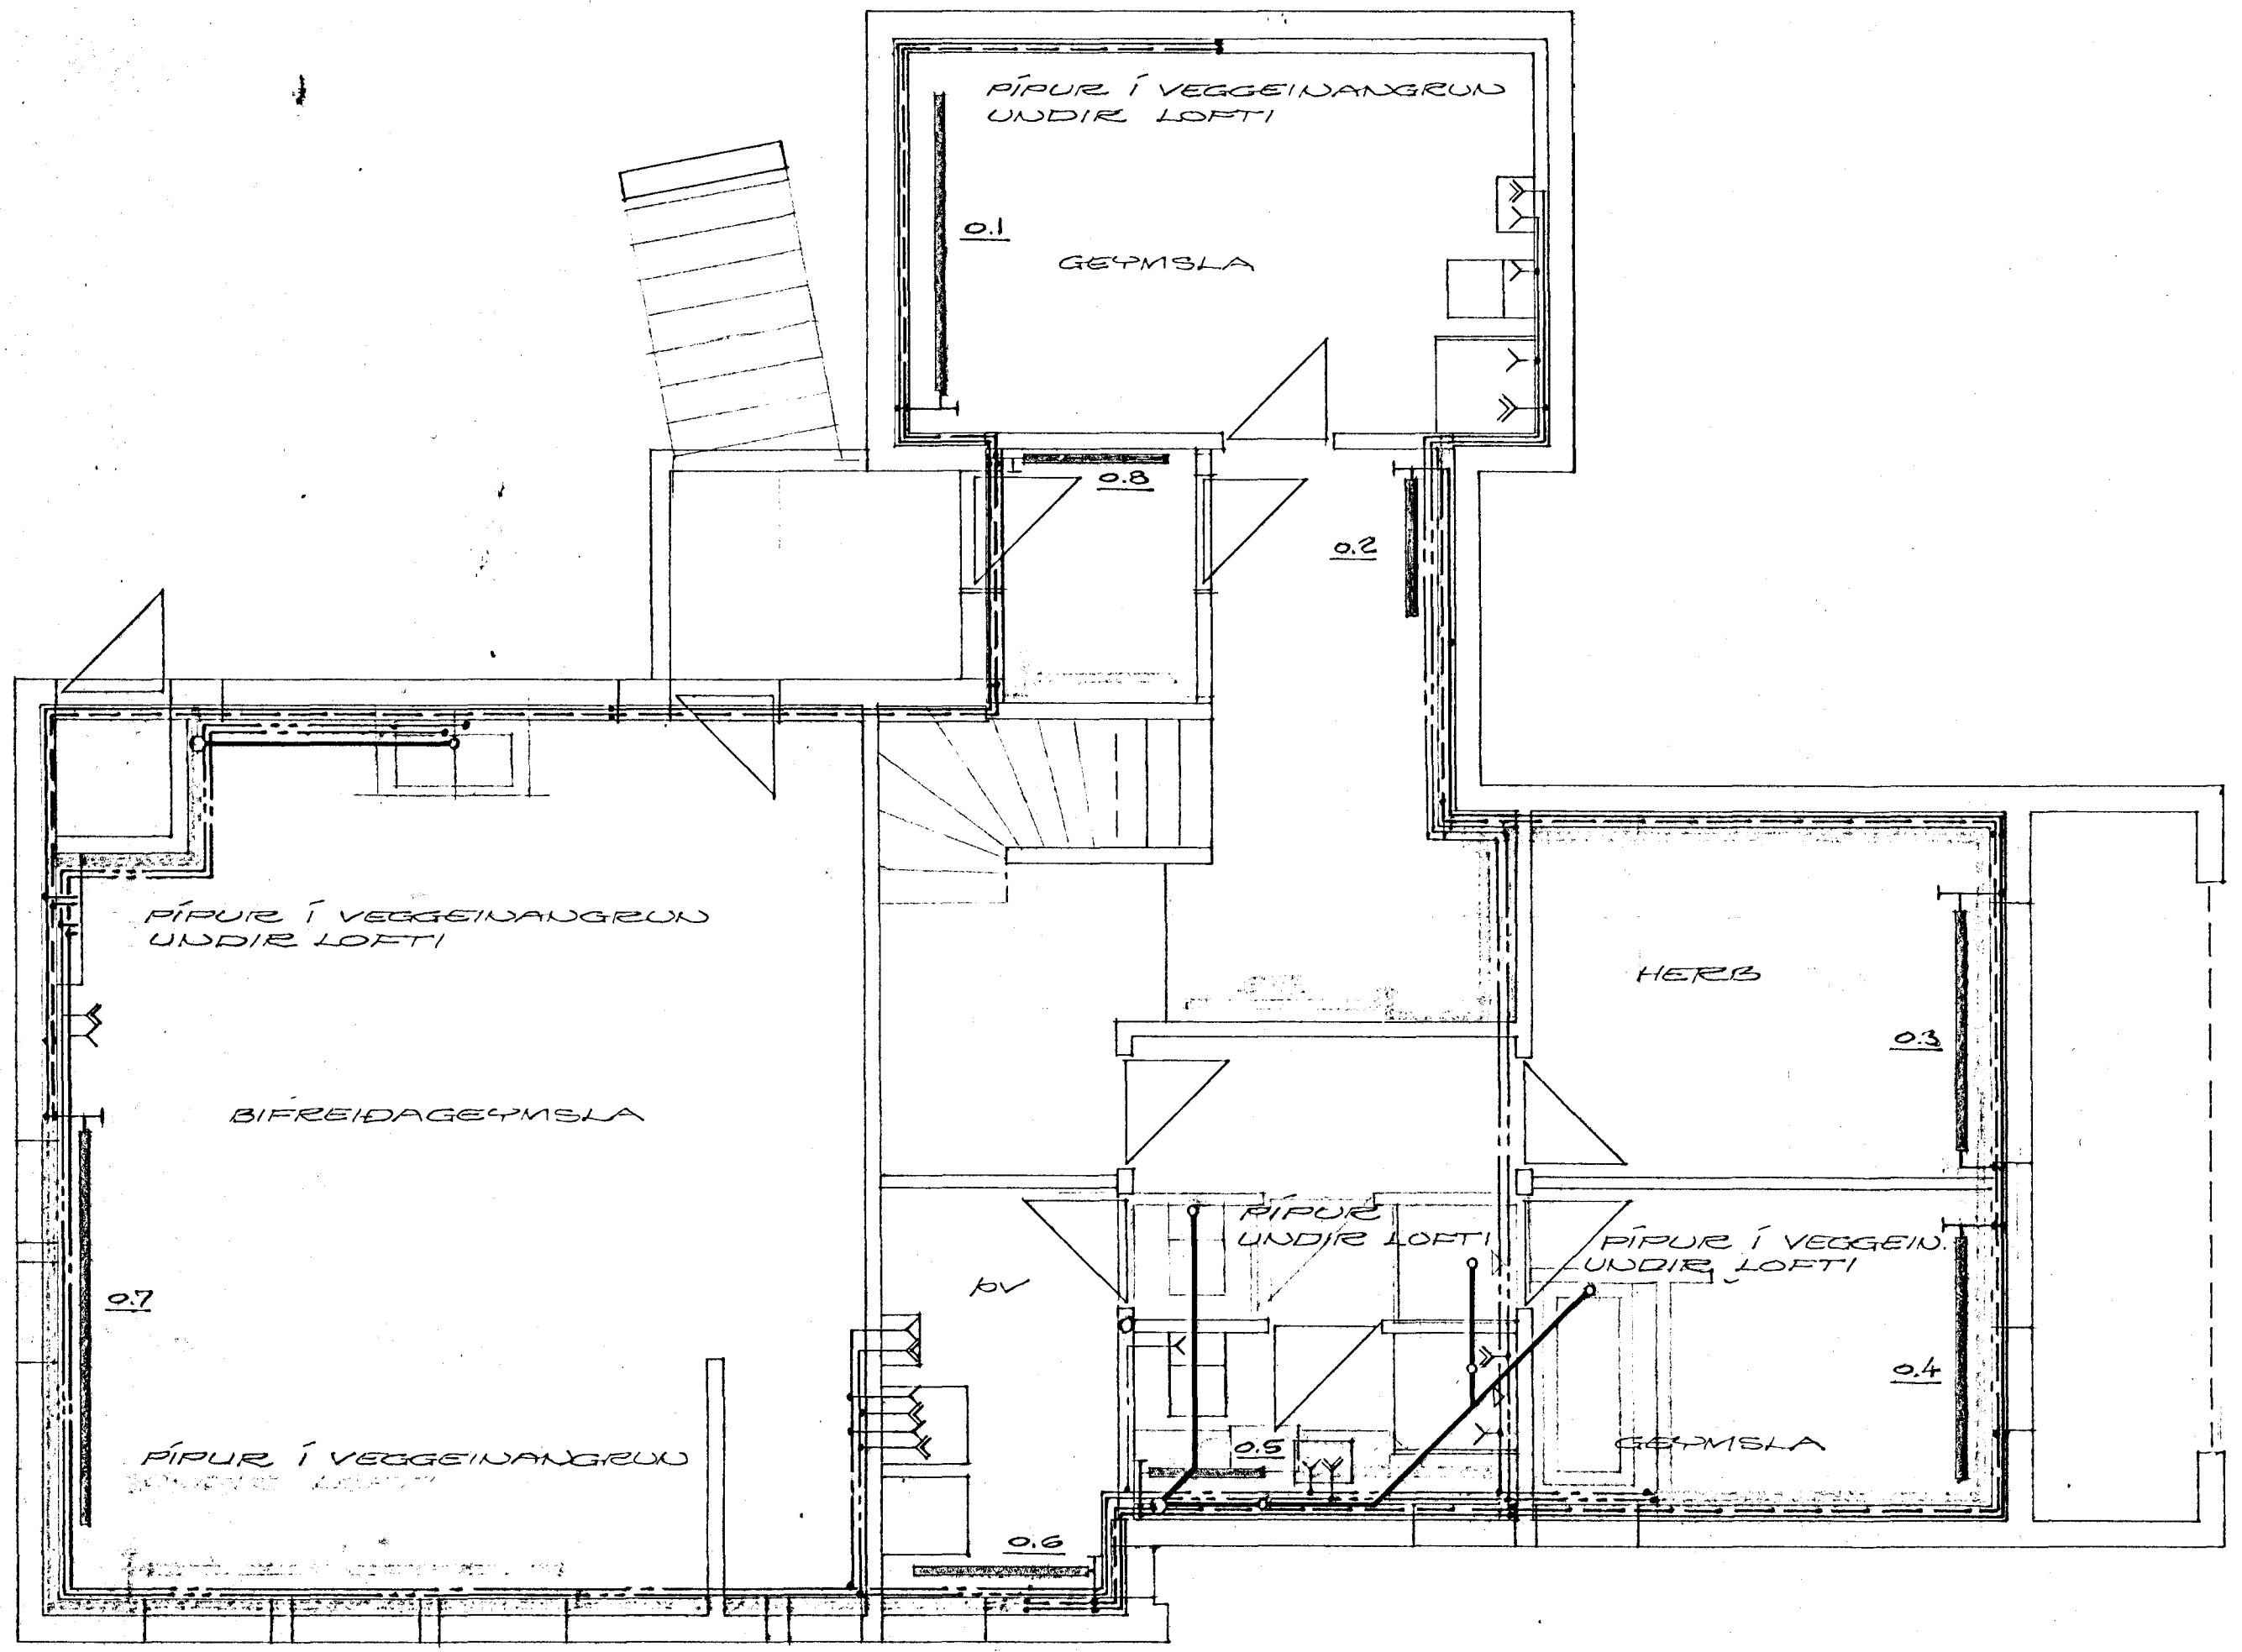 PÍPUR Í VEGGEINANGRUN
UNDIR LOFTI
0.1
GEYMSLA
0.8
0.2
PÍPUR Í VEGGEINANGRUN
UNDIR LOFTI
HERB
0.3
BIFREIÐAGEYMSLA
PÍPUR
UNDIR LOFTI
PÍPUR Í VEGGEIN.
UNDIR LOFTI
ÞV
0.7
0.4
PÍPUR Í VEGGEINANGRUN
0.5
GEYMSLA
0.6